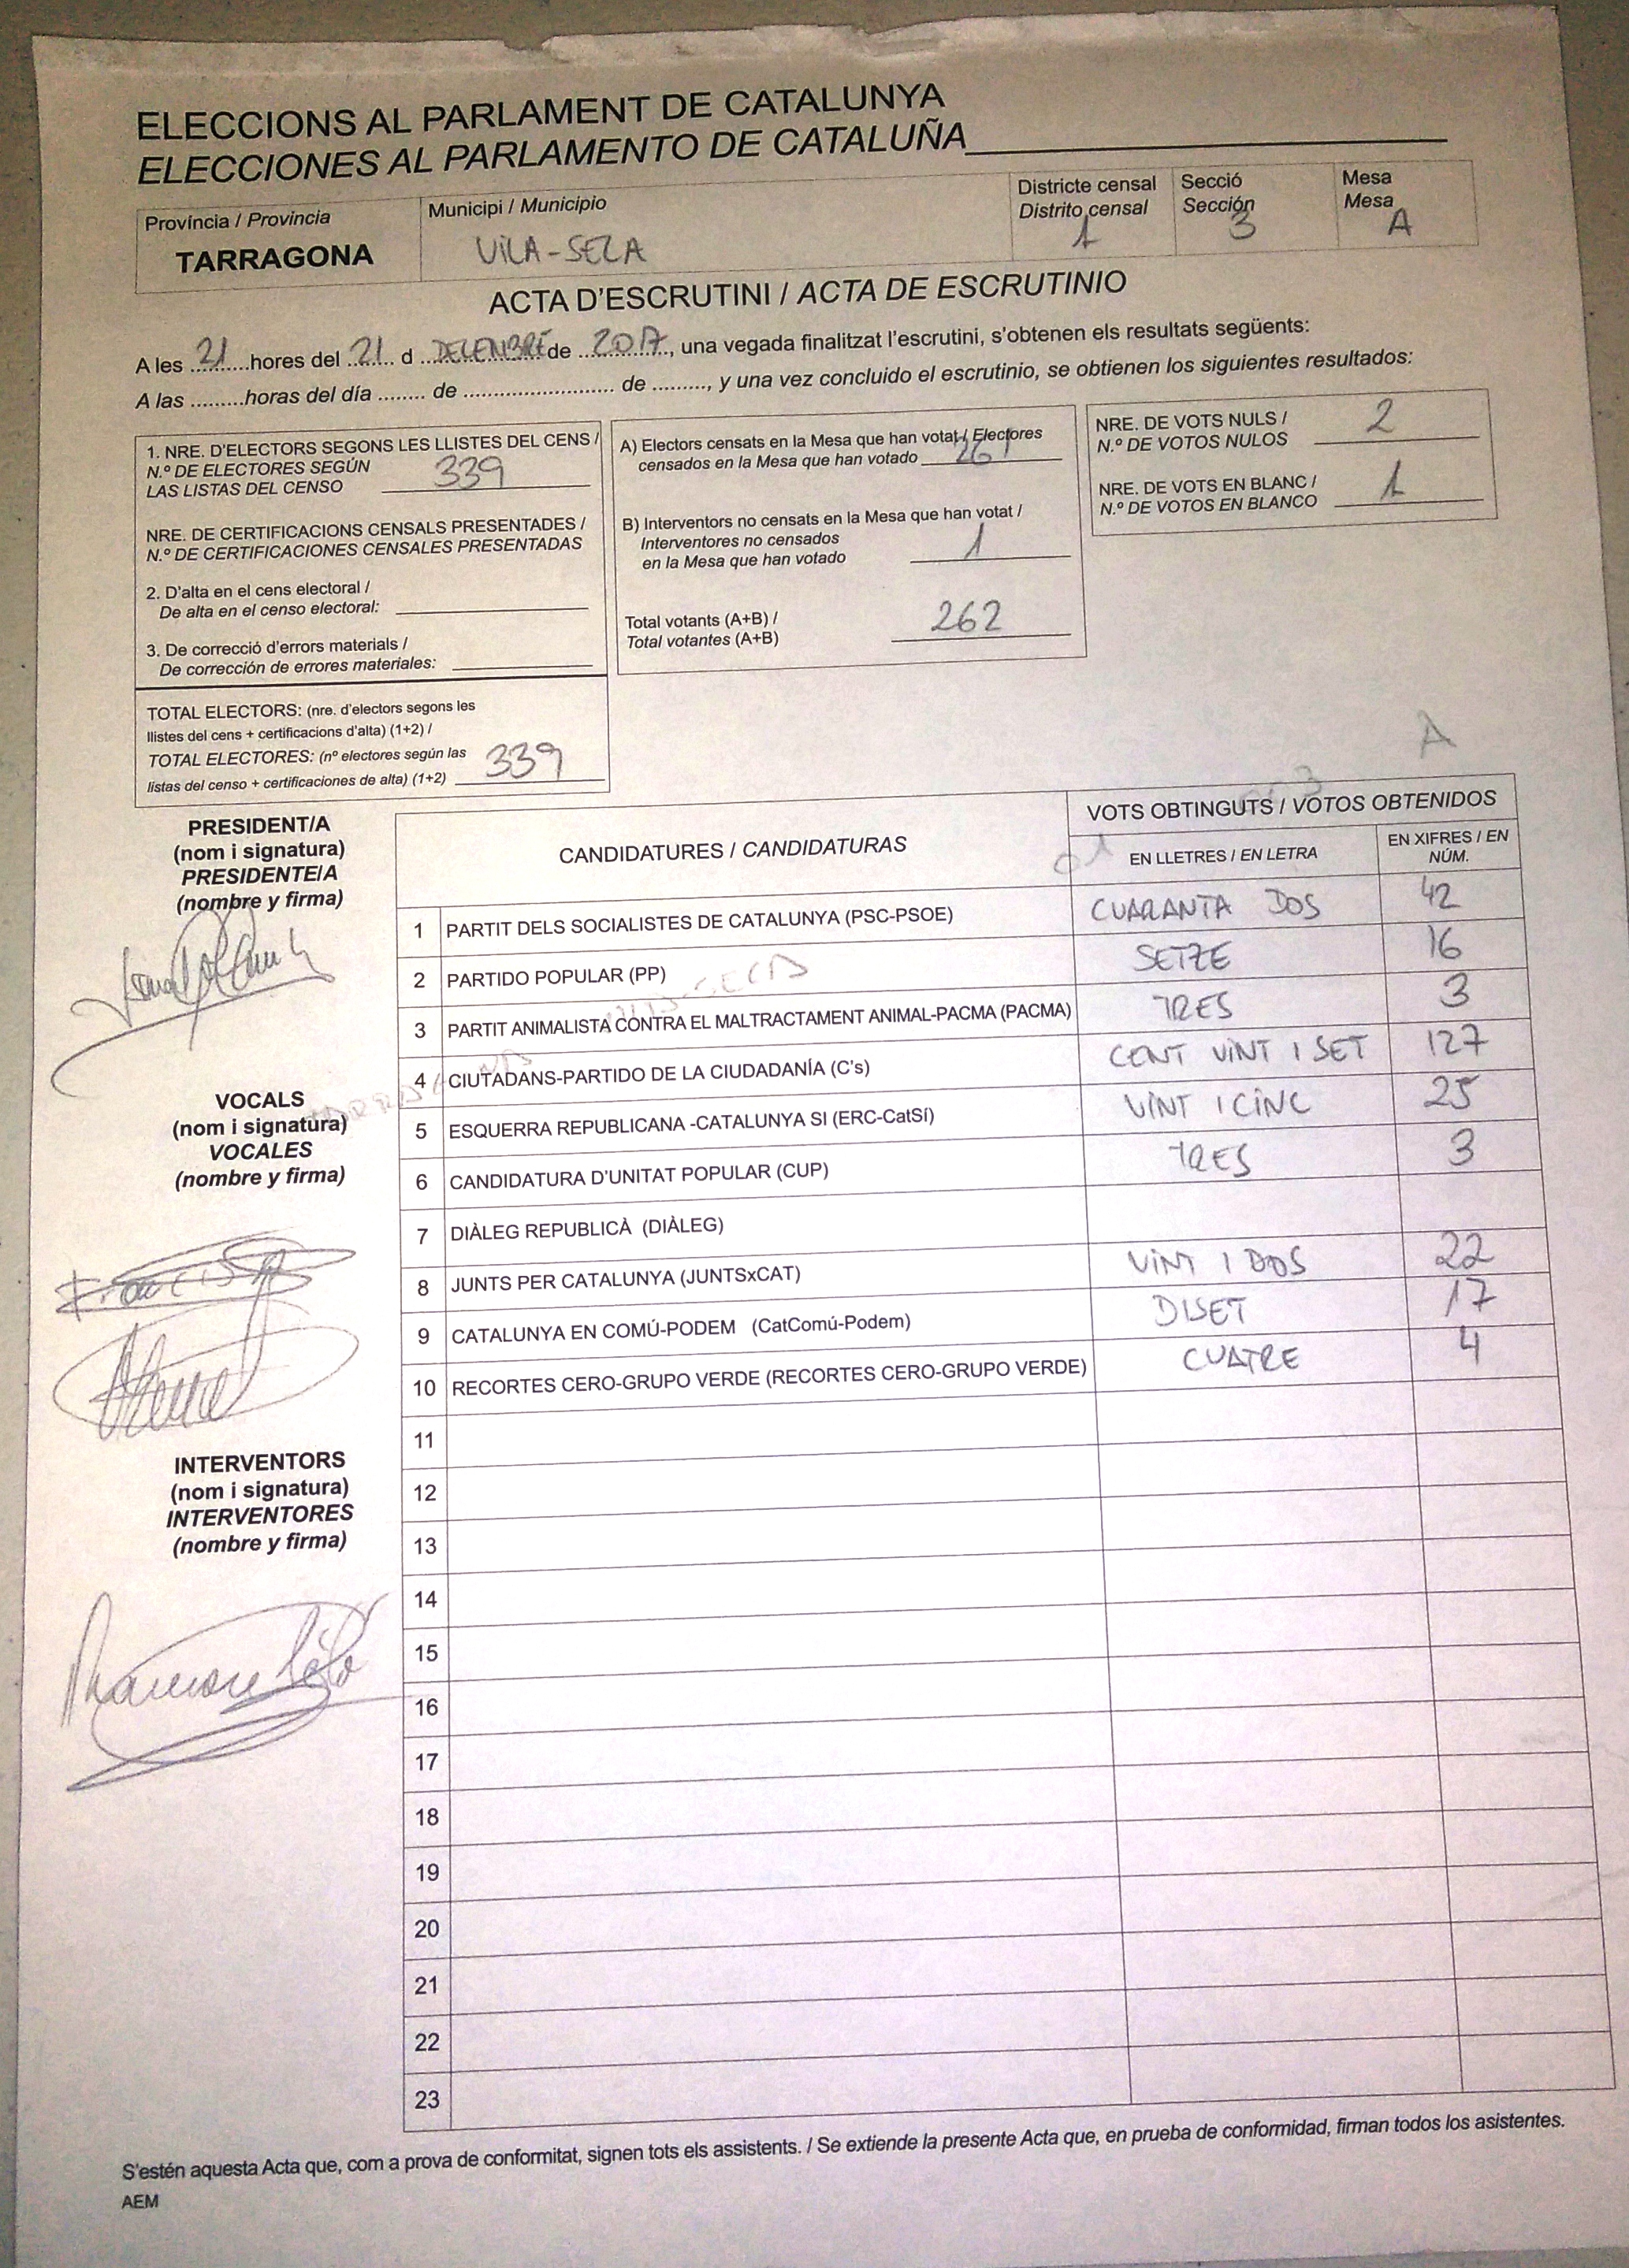 ELECCIONS AL PARLAMENT DE CATALUNYA
ELECCIONES AL PARLAMENTO DE CATALUÑA
Província / Provincia
TARRAGONA
Municipi / Municipio
VILA-SECA
Districte censal
Distrito censal
1
Secció
Sección
3
Mesa
Mesa
A
ACTA D'ESCRUTINI / ACTA DE ESCRUTINIO
A les 21 hores del 21 d DECENBRE de 2017, una vegada finalitzat l'escrutini, s'obtenen els resultats següents:
A las .........horas del día ........ de .......................... de ........., y una vez concluido el escrutinio, se obtienen los siguientes resultados:
1. NRE. D'ELECTORS SEGONS LES LLISTES DEL CENS /
N.º DE ELECTORES SEGÚN
LAS LISTAS DEL CENSO 339
NRE. DE CERTIFICACIONS CENSALS PRESENTADES /
N.º DE CERTIFICACIONES CENSALES PRESENTADAS
2. D'alta en el cens electoral /
De alta en el censo electoral:
3. De correcció d'errors materials /
De corrección de errores materiales:
TOTAL ELECTORS: (nre. d'electors segons les
llistes del cens + certificacions d'alta) (1+2) /
TOTAL ELECTORES: (nº electores según las
listas del censo + certificaciones de alta) (1+2) 339
A) Electors censats en la Mesa que han votat / Electores
censados en la Mesa que han votado 261
B) Interventors no censats en la Mesa que han votat /
Interventores no censados
en la Mesa que han votado 1
Total votants (A+B) /
Total votantes (A+B) 262
NRE. DE VOTS NULS /
N.º DE VOTOS NULOS 2
NRE. DE VOTS EN BLANC /
N.º DE VOTOS EN BLANCO 1
A
PRESIDENT/A
(nom i signatura)
PRESIDENTE/A
(nombre y firma)
VOCALS
(nom i signatura)
VOCALES
(nombre y firma)
INTERVENTORS
(nom i signatura)
INTERVENTORES
(nombre y firma)
CANDIDATURES / CANDIDATURAS
VOTS OBTINGUTS / VOTOS OBTENIDOS
EN LLETRES / EN LETRA
EN XIFRES / EN
NÚM.
1 PARTIT DELS SOCIALISTES DE CATALUNYA (PSC-PSOE) CUARANTA DOS 42
2 PARTIDO POPULAR (PP) SETZE 16
3 PARTIT ANIMALISTA CONTRA EL MALTRACTAMENT ANIMAL-PACMA (PACMA) TRES 3
4 CIUTADANS-PARTIDO DE LA CIUDADANÍA (C's) CENT VINT I SET 127
5 ESQUERRA REPUBLICANA -CATALUNYA SI (ERC-CatSí) VINT I CINC 25
6 CANDIDATURA D'UNITAT POPULAR (CUP) TRES 3
7 DIÀLEG REPUBLICÀ (DIÀLEG)
8 JUNTS PER CATALUNYA (JUNTSxCAT) VINT I DOS 22
9 CATALUNYA EN COMÚ-PODEM (CatComú-Podem) DISET 17
10 RECORTES CERO-GRUPO VERDE (RECORTES CERO-GRUPO VERDE) CUATRE 4
11
12
13
14
15
16
17
18
19
20
21
22
23
S'estén aquesta Acta que, com a prova de conformitat, signen tots els assistents. / Se extiende la presente Acta que, en prueba de conformidad, firman todos los asistentes.
AEM